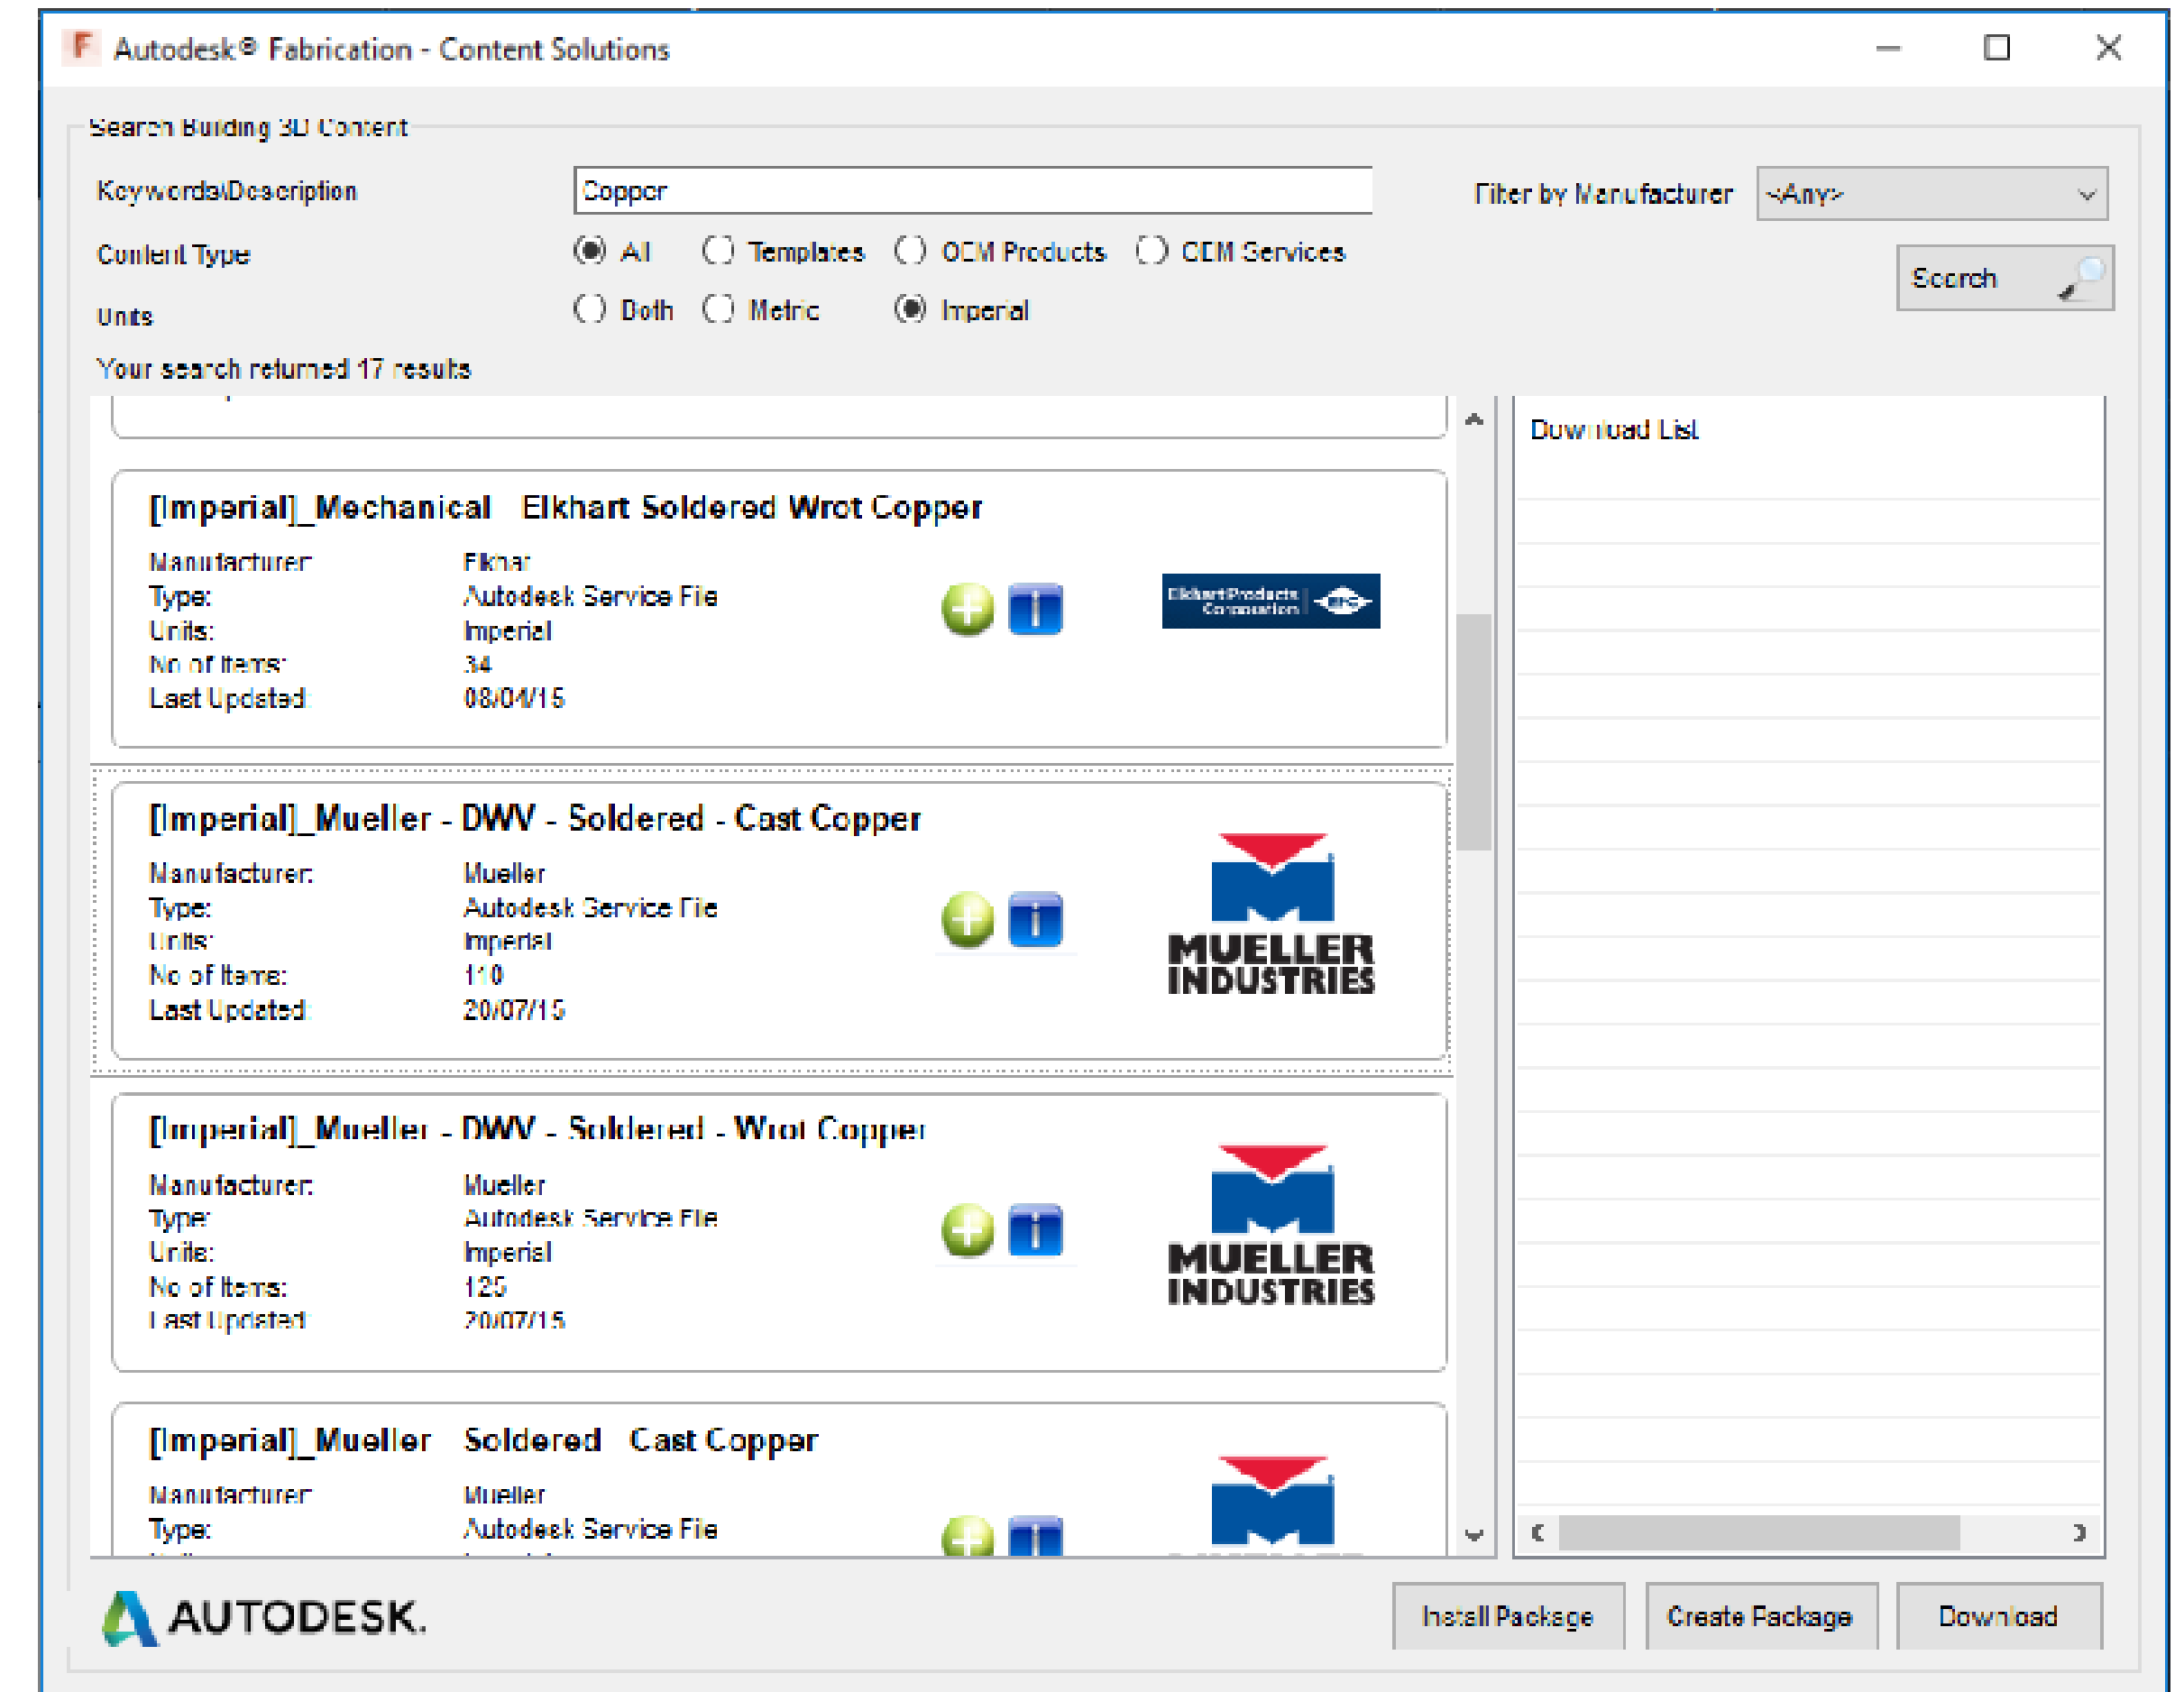 Autodesk® Fabrication - Content Solutions
Search Building 3D Content
Keywords\Description Copper Filter by Manufacturer <Any>
Content Type All Templates OEM Products OEM Services
Search
Units Both Metric Imperial
Your search returned 17 results
Download List
[Imperial]_Mechanical Elkhart Soldered Wrot Copper
Manufacturer: Elkhar
Type: Autodesk Service File
Units: Imperial
No of Items: 34
Last Updated: 08/04/15
Elkhart Products
Corporation
[Imperial]_Mueller - DWV - Soldered - Cast Copper
Manufacturer: Mueller
Type: Autodesk Service File
Units: Imperial
No of Items: 110
Last Updated: 20/07/15
MUELLER
INDUSTRIES
[Imperial]_Mueller - DWV - Soldered - Wrot Copper
Manufacturer: Mueller
Type: Autodesk Service File
Units: Imperial
No of Items: 125
Last Updated: 20/07/15
MUELLER
INDUSTRIES
[Imperial]_Mueller Soldered Cast Copper
Manufacturer: Mueller
Type: Autodesk Service File
AUTODESK.
Install Package Create Package Download